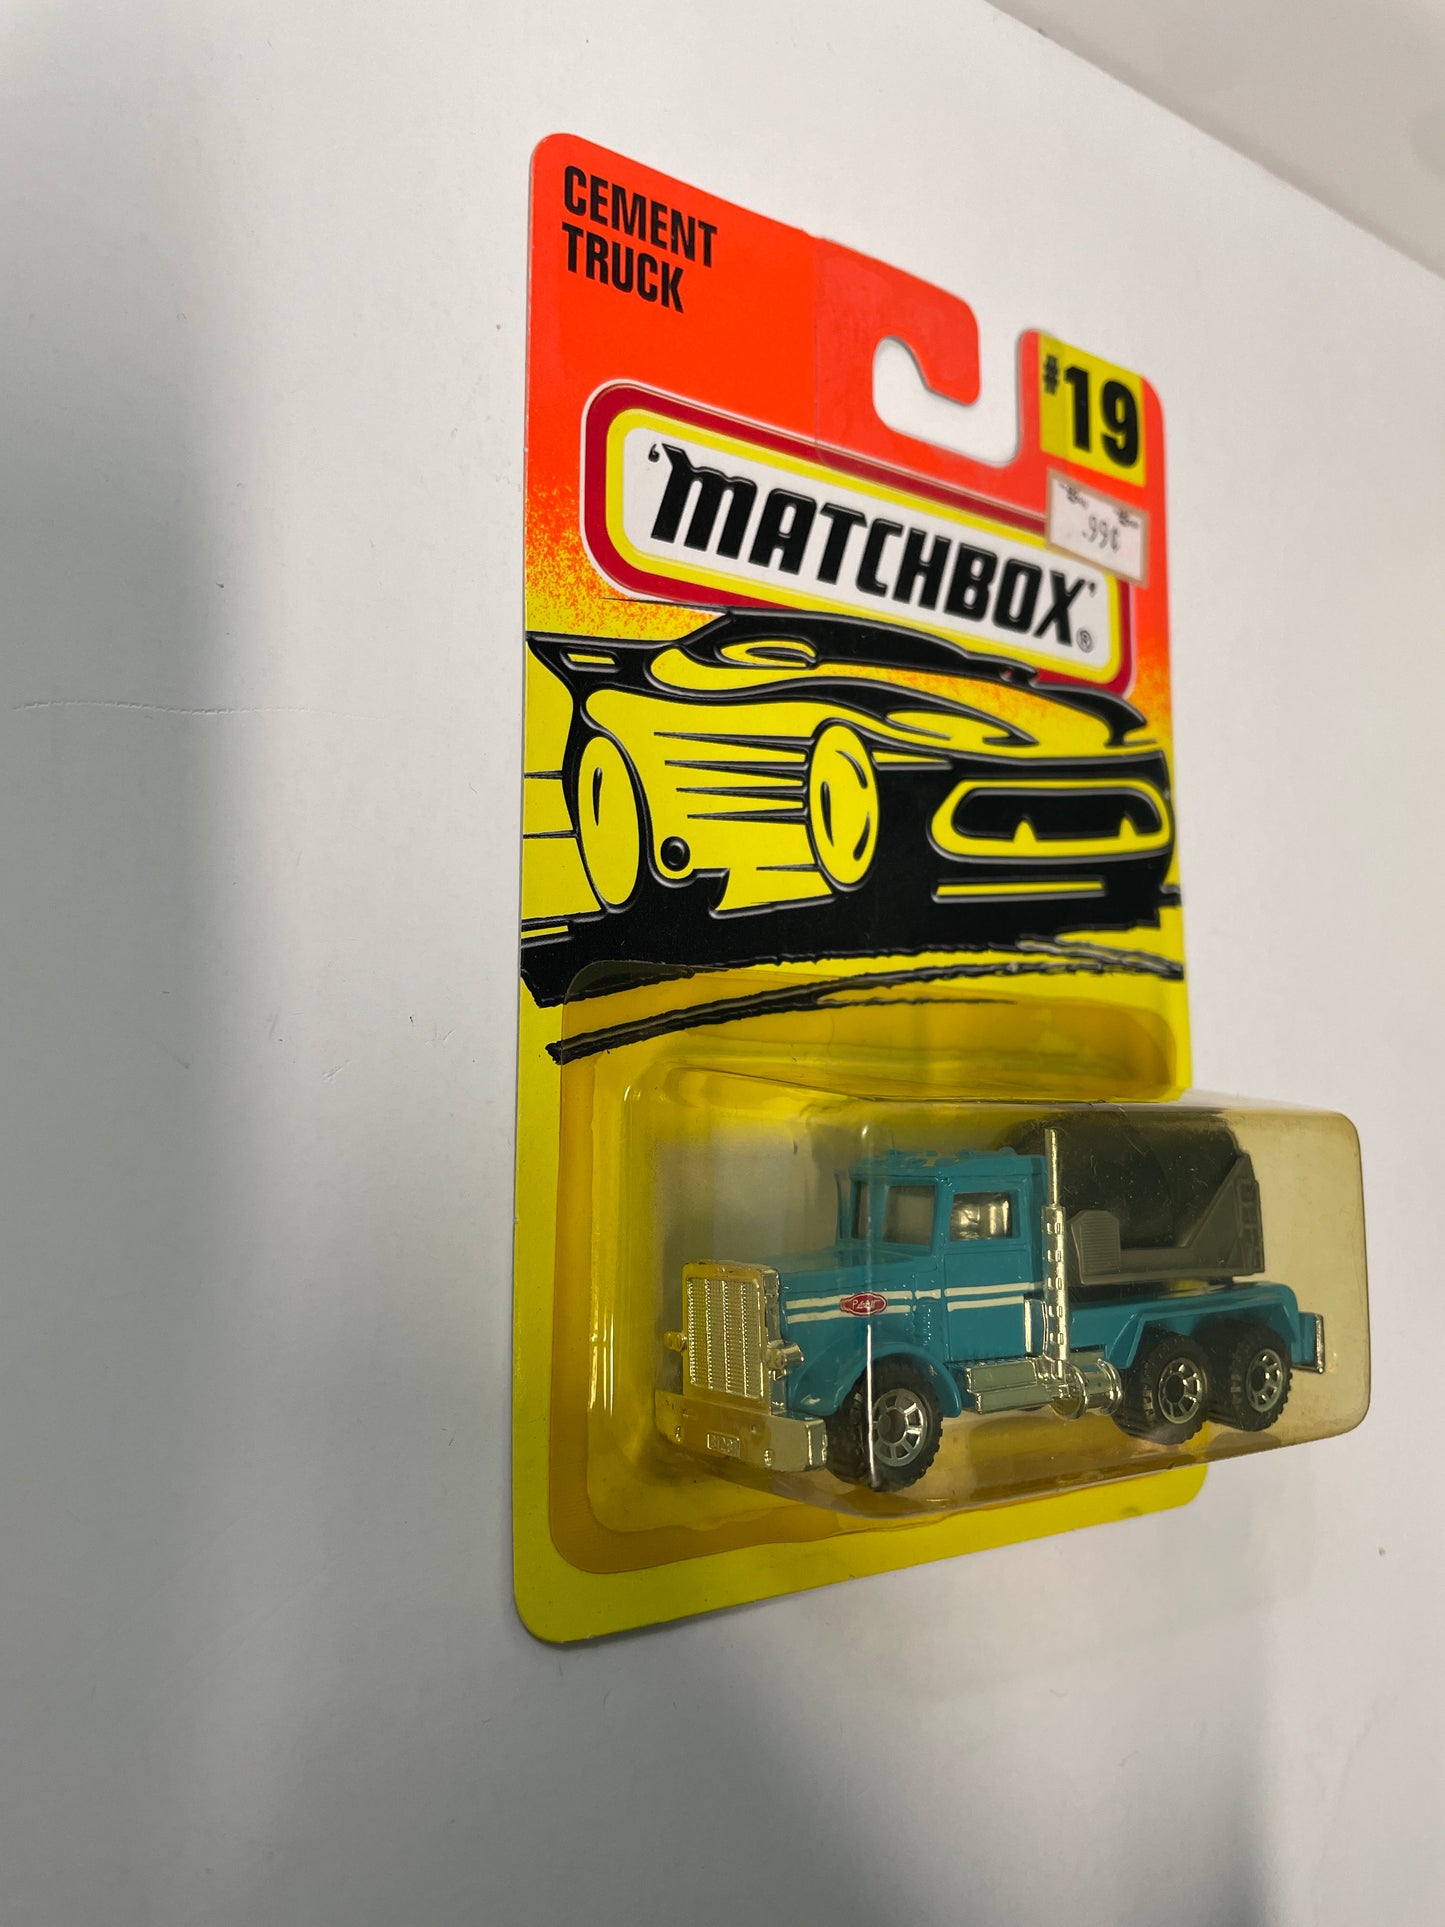 CEMENT
TRUCK
#19
.99¢
'MATCHBOX'®